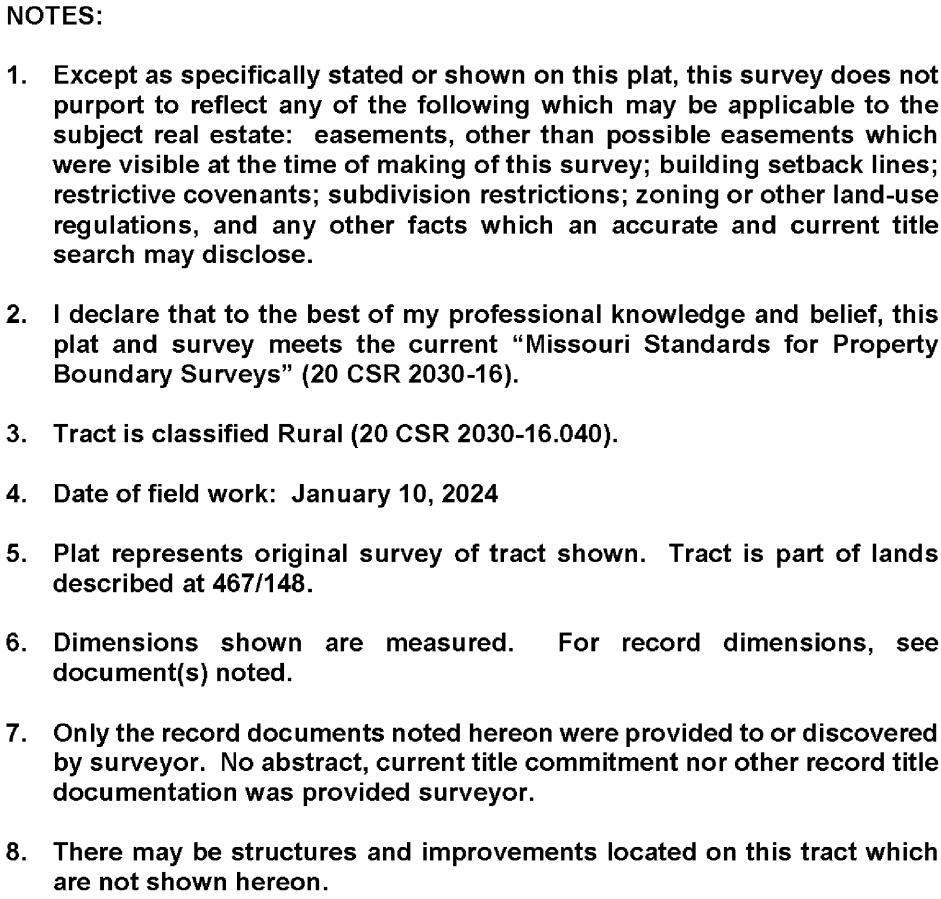 NOTES:
1. Except as specifically stated or shown on this plat, this survey does not
purport to reflect any of the following which may be applicable to the
subject real estate: easements, other than possible easements which
were visible at the time of making of this survey; building setback lines;
restrictive covenants; subdivision restrictions; zoning or other land-use
regulations, and any other facts which an accurate and current title
search may disclose.
2. I declare that to the best of my professional knowledge and belief, this
plat and survey meets the current “Missouri Standards for Property
Boundary Surveys” (20 CSR 2030-16).
3. Tract is classified Rural (20 CSR 2030-16.040).
4. Date of field work: January 10, 2024
5. Plat represents original survey of tract shown. Tract is part of lands
described at 467/148.
6. Dimensions shown are measured. For record dimensions, see
document(s) noted.
7. Only the record documents noted hereon were provided to or discovered
by surveyor. No abstract, current title commitment nor other record title
documentation was provided surveyor.
8. There may be structures and improvements located on this tract which
are not shown hereon.